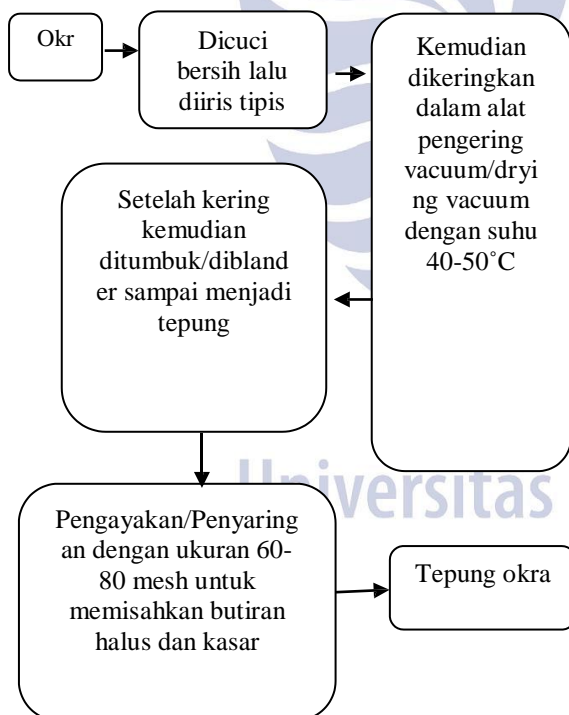 Okr
Dicuci
bersih lalu
diiris tipis
Kemudian
dikeringkan
dalam alat
pengering
vacuum/dryi
ng vacuum
dengan suhu
40-50˚C
Setelah kering
kemudian
ditumbuk/dibland
er sampai menjadi
tepung
Universitas
Pengayakan/Penyaring
an dengan ukuran 60-
80 mesh untuk
memisahkan butiran
halus dan kasar
Tepung okra